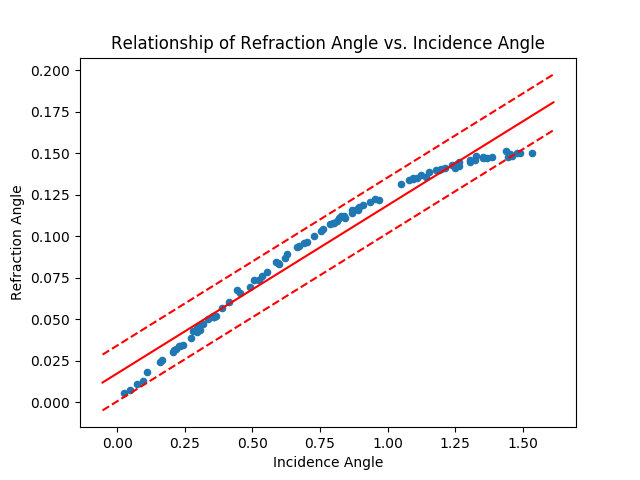 Relationship of Refraction Angle vs. Incidence Angle
0.200
0.175
0.150
0.125
0.100
0.075
0.050
0.025
0.000
Refraction Angle
0.00 0.25 0.50 0.75 1.00 1.25 1.50
Incidence Angle